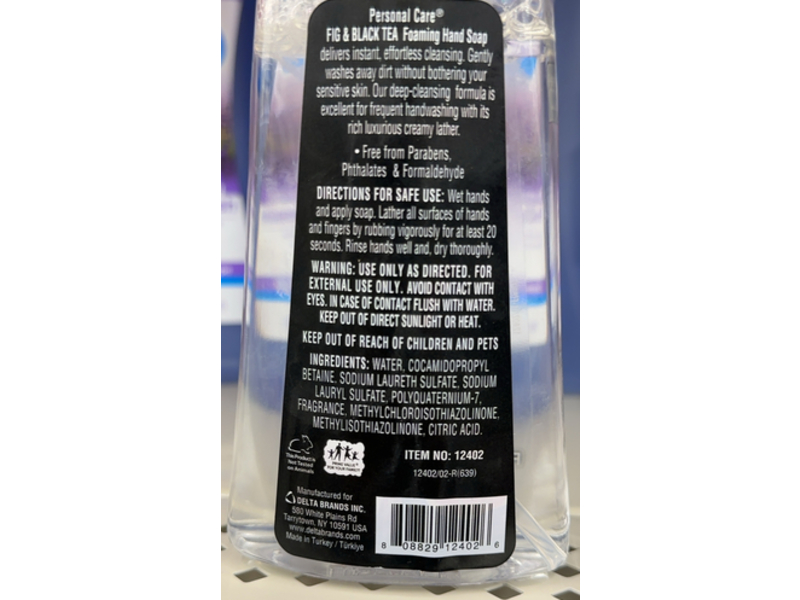 Personal Care®
FIG & BLACK TEA Foaming Hand Soap
delivers instant, effortless cleansing. Gently
washes away dirt without bothering your
sensitive skin. Our deep-cleansing formula is
excellent for frequent handwashing with its
rich luxurious creamy lather.
• Free from Parabens,
Phthalates & Formaldehyde
DIRECTIONS FOR SAFE USE: Wet hands
and apply soap. Lather all surfaces of hands
and fingers by rubbing vigorously for at least 20
seconds. Rinse hands well and, dry thoroughly.
WARNING: USE ONLY AS DIRECTED. FOR
EXTERNAL USE ONLY. AVOID CONTACT WITH
EYES. IN CASE OF CONTACT FLUSH WITH WATER.
KEEP OUT OF DIRECT SUNLIGHT OR HEAT.
KEEP OUT OF REACH OF CHILDREN AND PETS
INGREDIENTS: WATER, COCAMIDOPROPYL
BETAINE, SODIUM LAURETH SULFATE, SODIUM
LAURYL SULFATE, POLYQUATERNIUM-7,
FRAGRANCE, METHYLCHLOROISOTHIAZOLINONE,
METHYLISOTHIAZOLINONE, CITRIC ACID.
This Product is
Not Tested
on Animals
ITEM NO: 12402
12402/02-R(639)
Manufactured for
DELTA BRANDS INC.
580 White Plains Rd
Tarrytown, NY 10591 USA
www.deltabrands.com
Made in Turkey / Türkiye
8 08829 12402 6